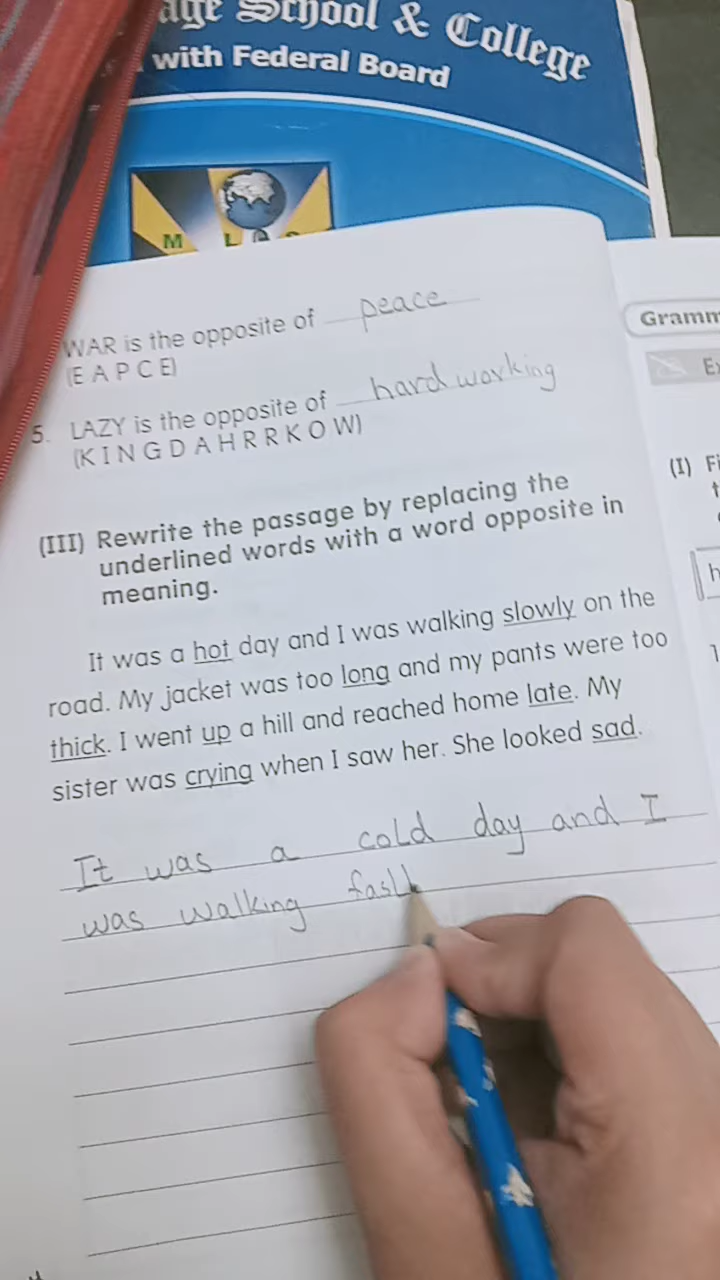 School & College
with Federal Board
M L
WAR is the opposite of peace
(E A P C E)
5. LAZY is the opposite of hard working
(K I N G D A H R R K O W)
(III) Rewrite the passage by replacing the
underlined words with a word opposite in
meaning.
It was a hot day and I was walking slowly on the
road. My jacket was too long and my pants were too
thick. I went up a hill and reached home late. My
sister was crying when I saw her. She looked sad.
It was a cold day and I
was walking fast
Gramm
(I)